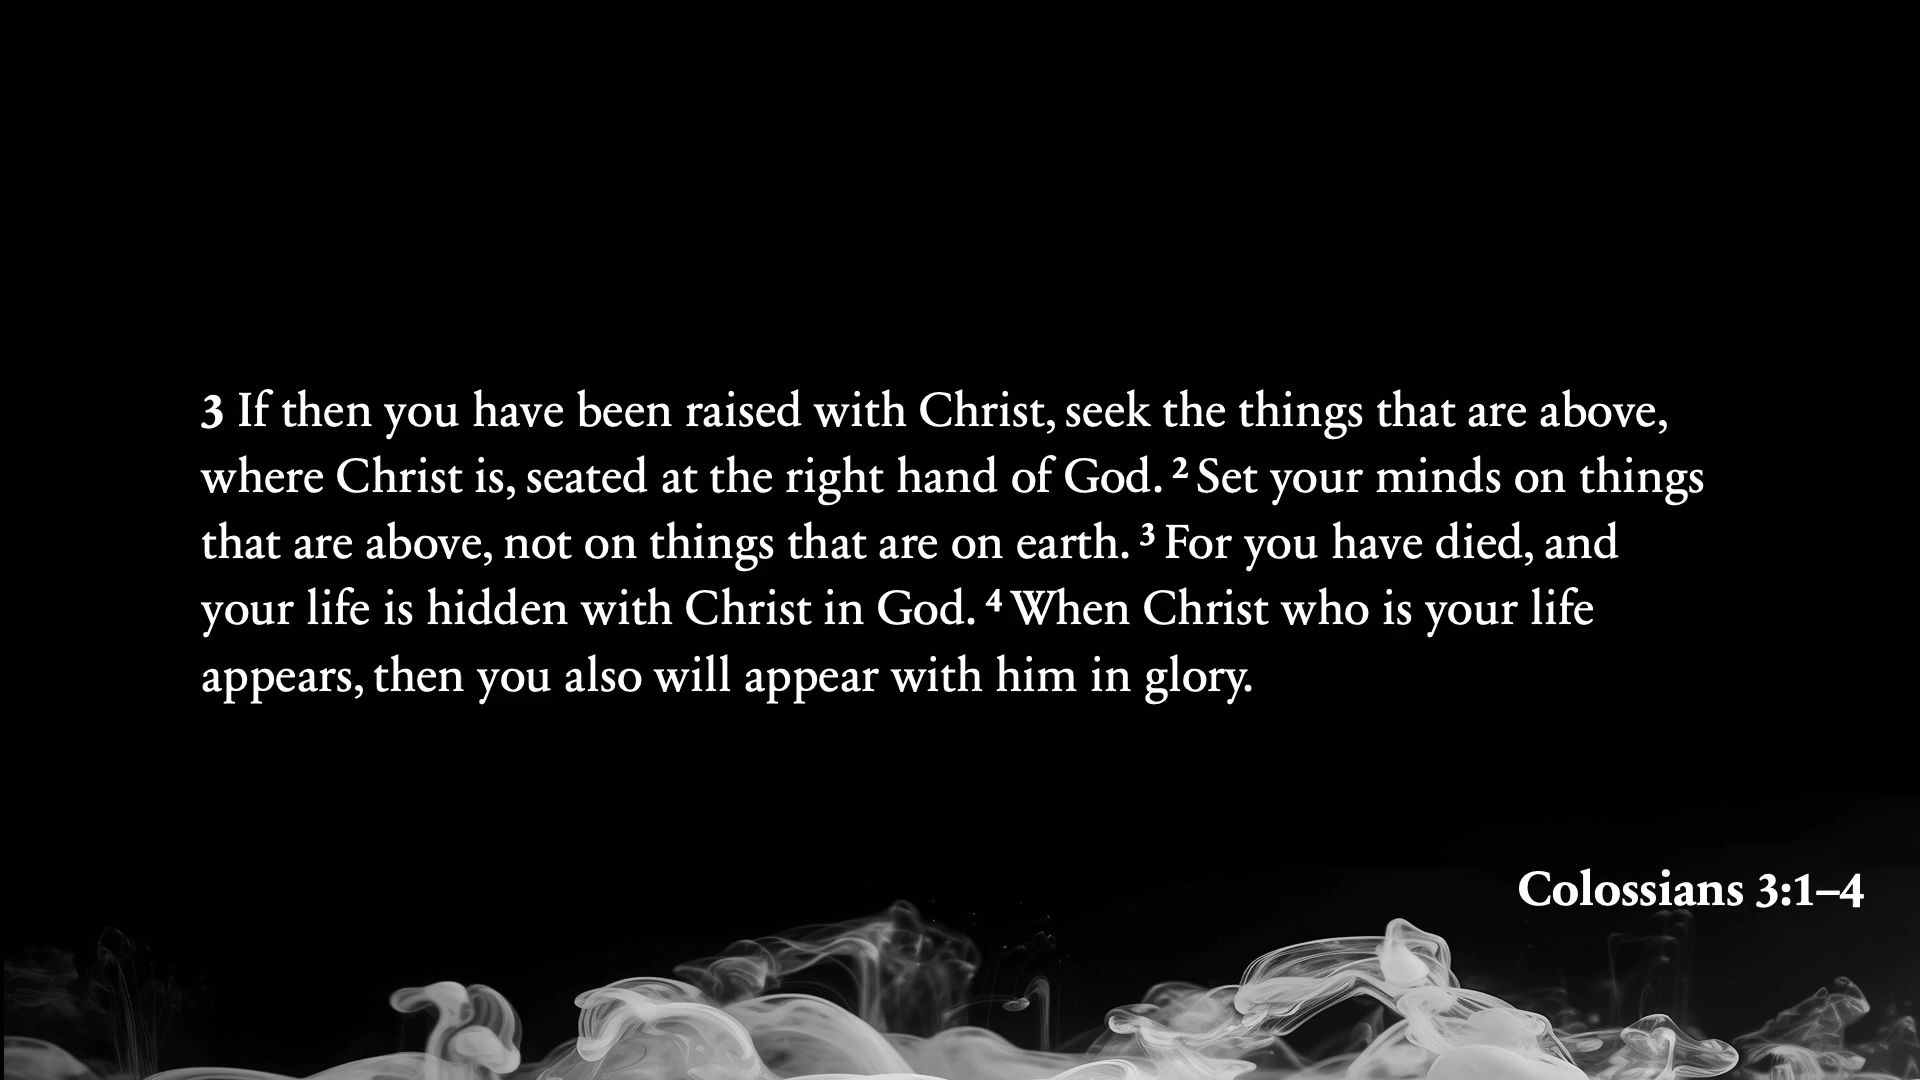 3 If then you have been raised with Christ, seek the things that are above,
where Christ is, seated at the right hand of God. 2 Set your minds on things
that are above, not on things that are on earth. 3 For you have died, and
your life is hidden with Christ in God. 4 When Christ who is your life
appears, then you also will appear with him in glory.
Colossians 3:1–4